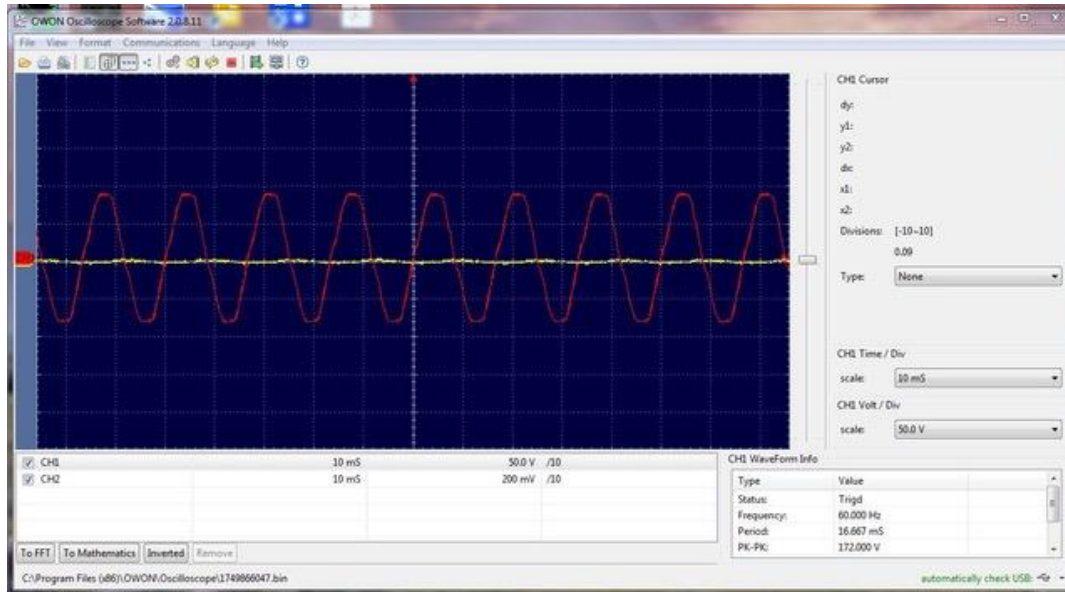 OWON Oscilloscope Software 2.0.8.11
File View Format Communications Language Help
CH1 Cursor
dy:
y1:
y2:
dx:
x1:
x2:
Divisions: [-10~10]
0.09
Type: None
CH1 Time / Div
scale: 10 mS
CH1 Volt / Div
scale: 50.0 V
CH1 10 mS 50.0 V /10
CH2 10 mS 200 mV /10
To FFT To Mathematics Inverted Remove
CH1 WaveForm Info
Type Value
Status: Trigd
Frequency: 60.000 Hz
Period: 16.667 mS
PK-PK: 172.000 V
C:\Program Files (x86)\OWON\Oscilloscope\1749866047.bin
automatically check USB: